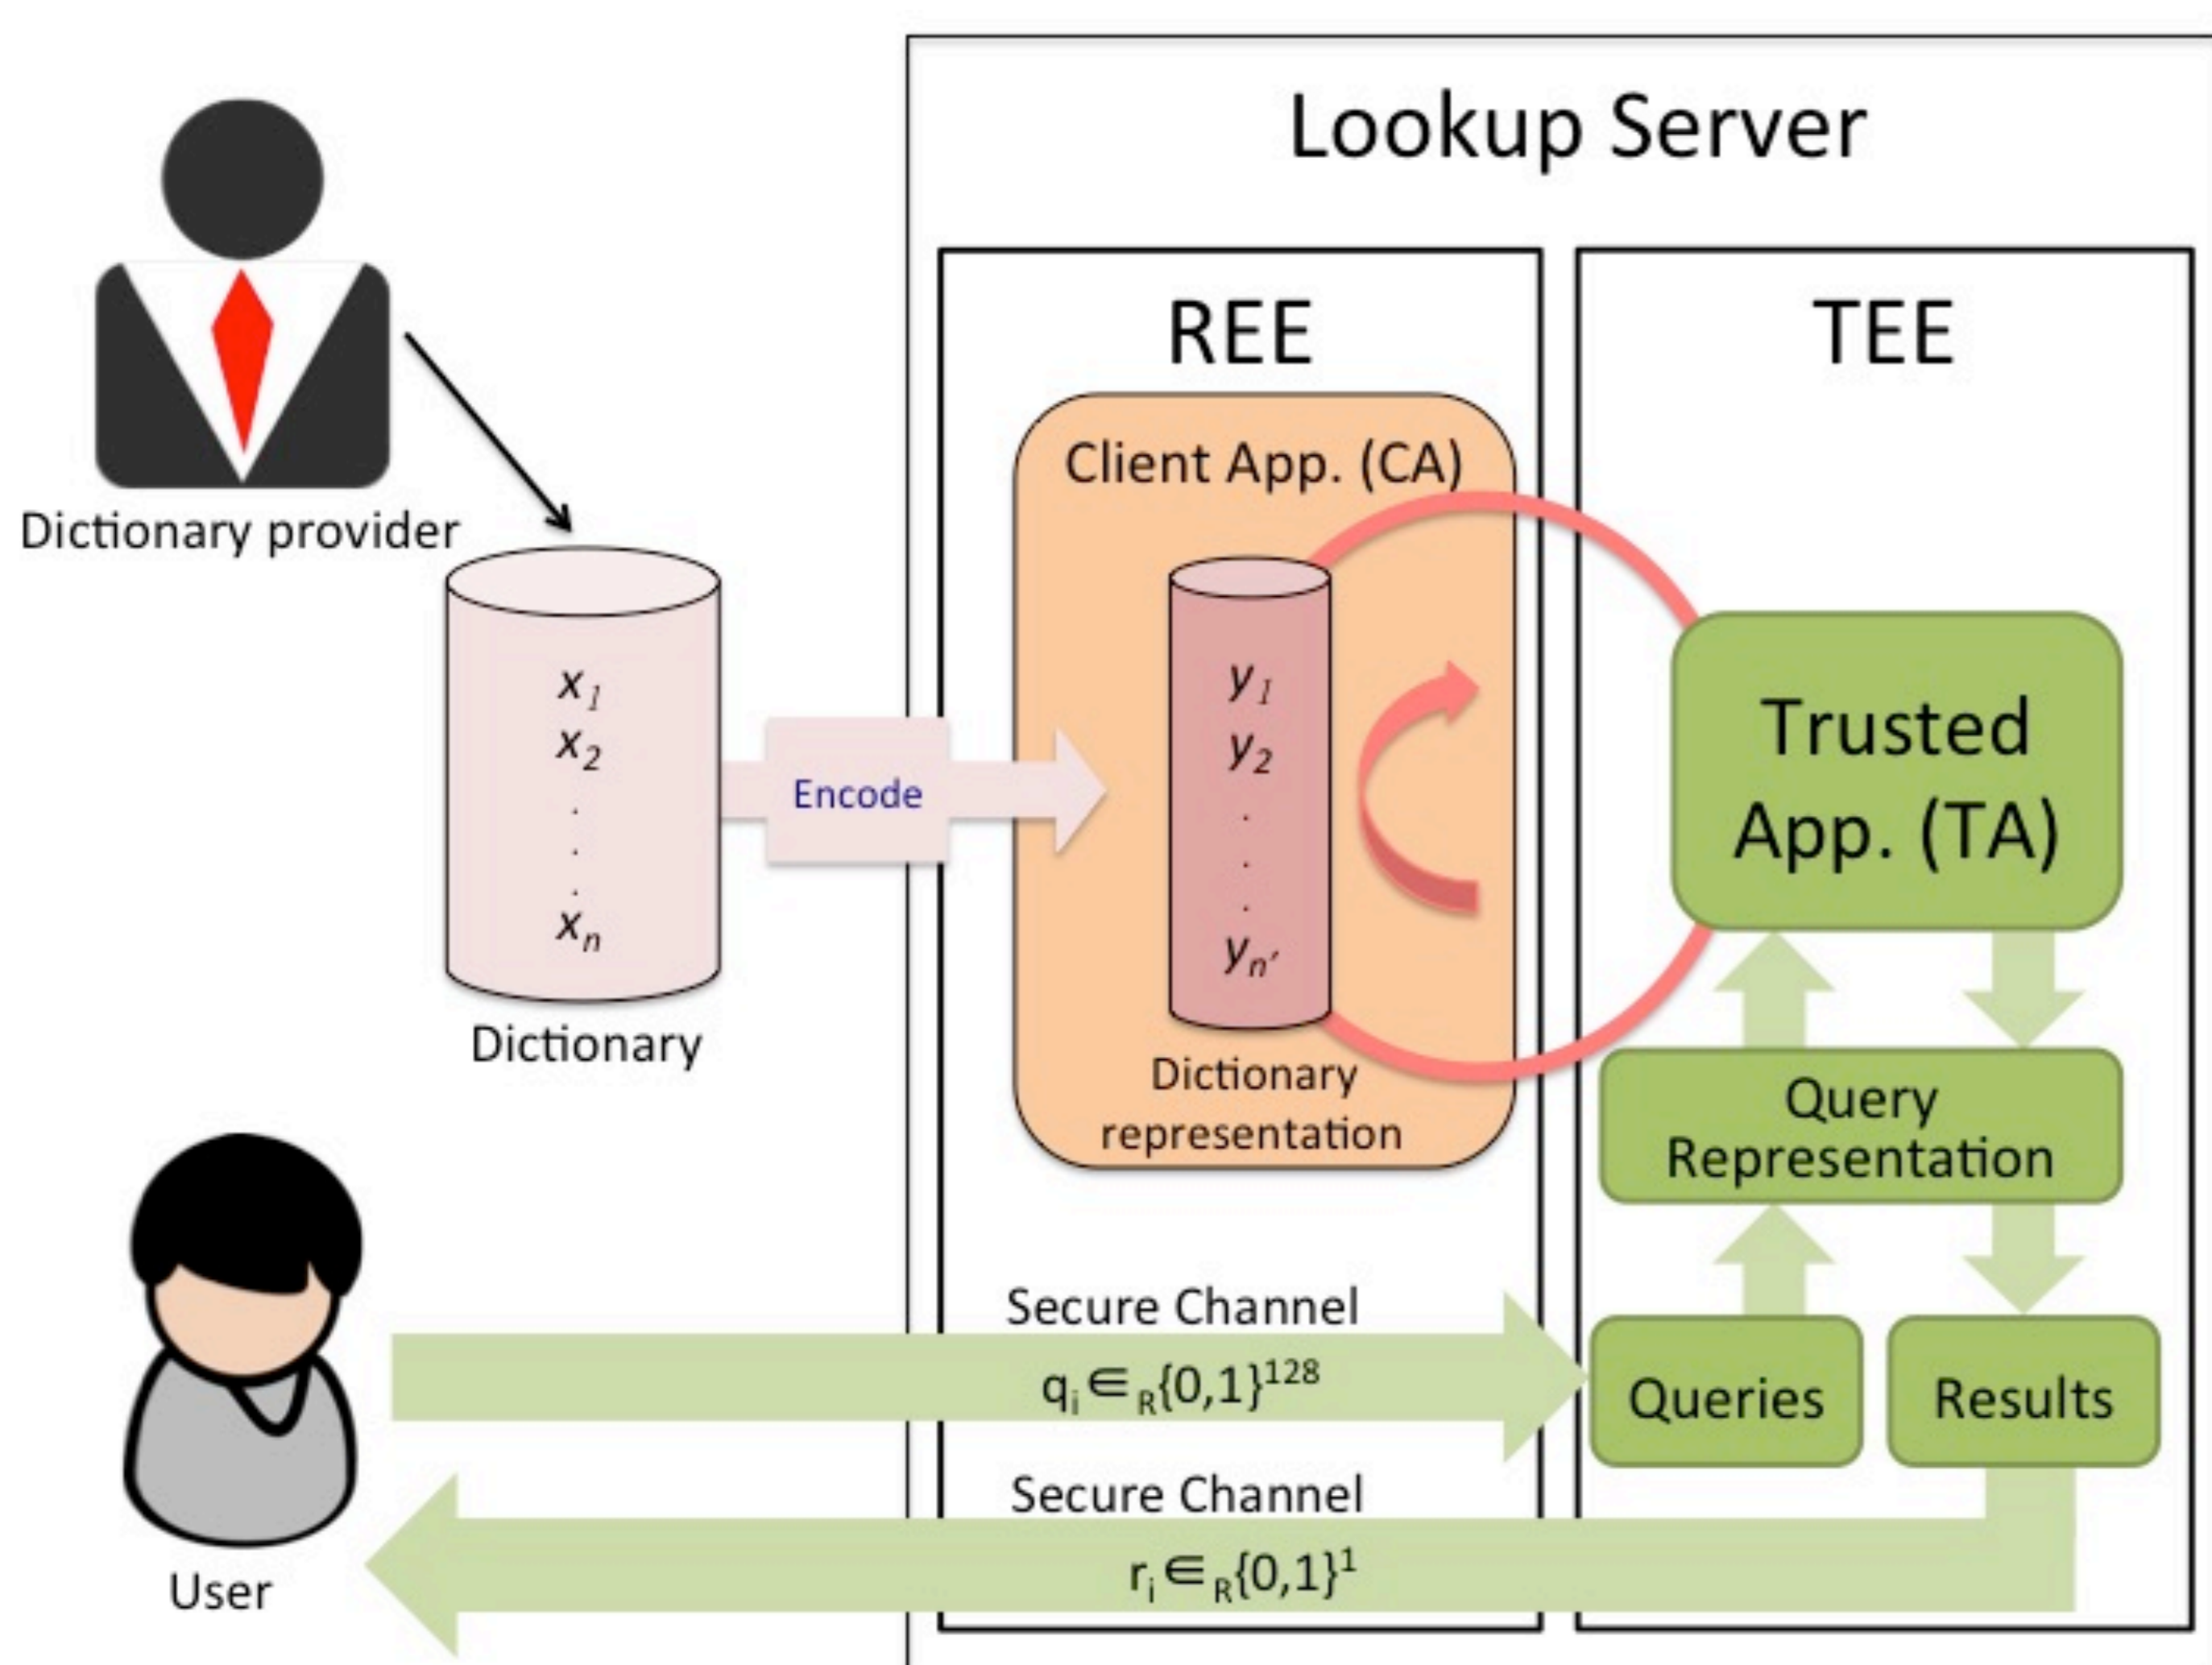 Lookup Server
REE
TEE
Dictionary provider
Client App. (CA)
x1
x2
.
.
.
xn
Dictionary
Encode
y1
y2
.
.
.
yn'
Dictionary
representation
Trusted
App. (TA)
Query
Representation
Queries
Results
Secure Channel
qi ∈R{0,1}^128
Secure Channel
ri ∈R{0,1}^1
User